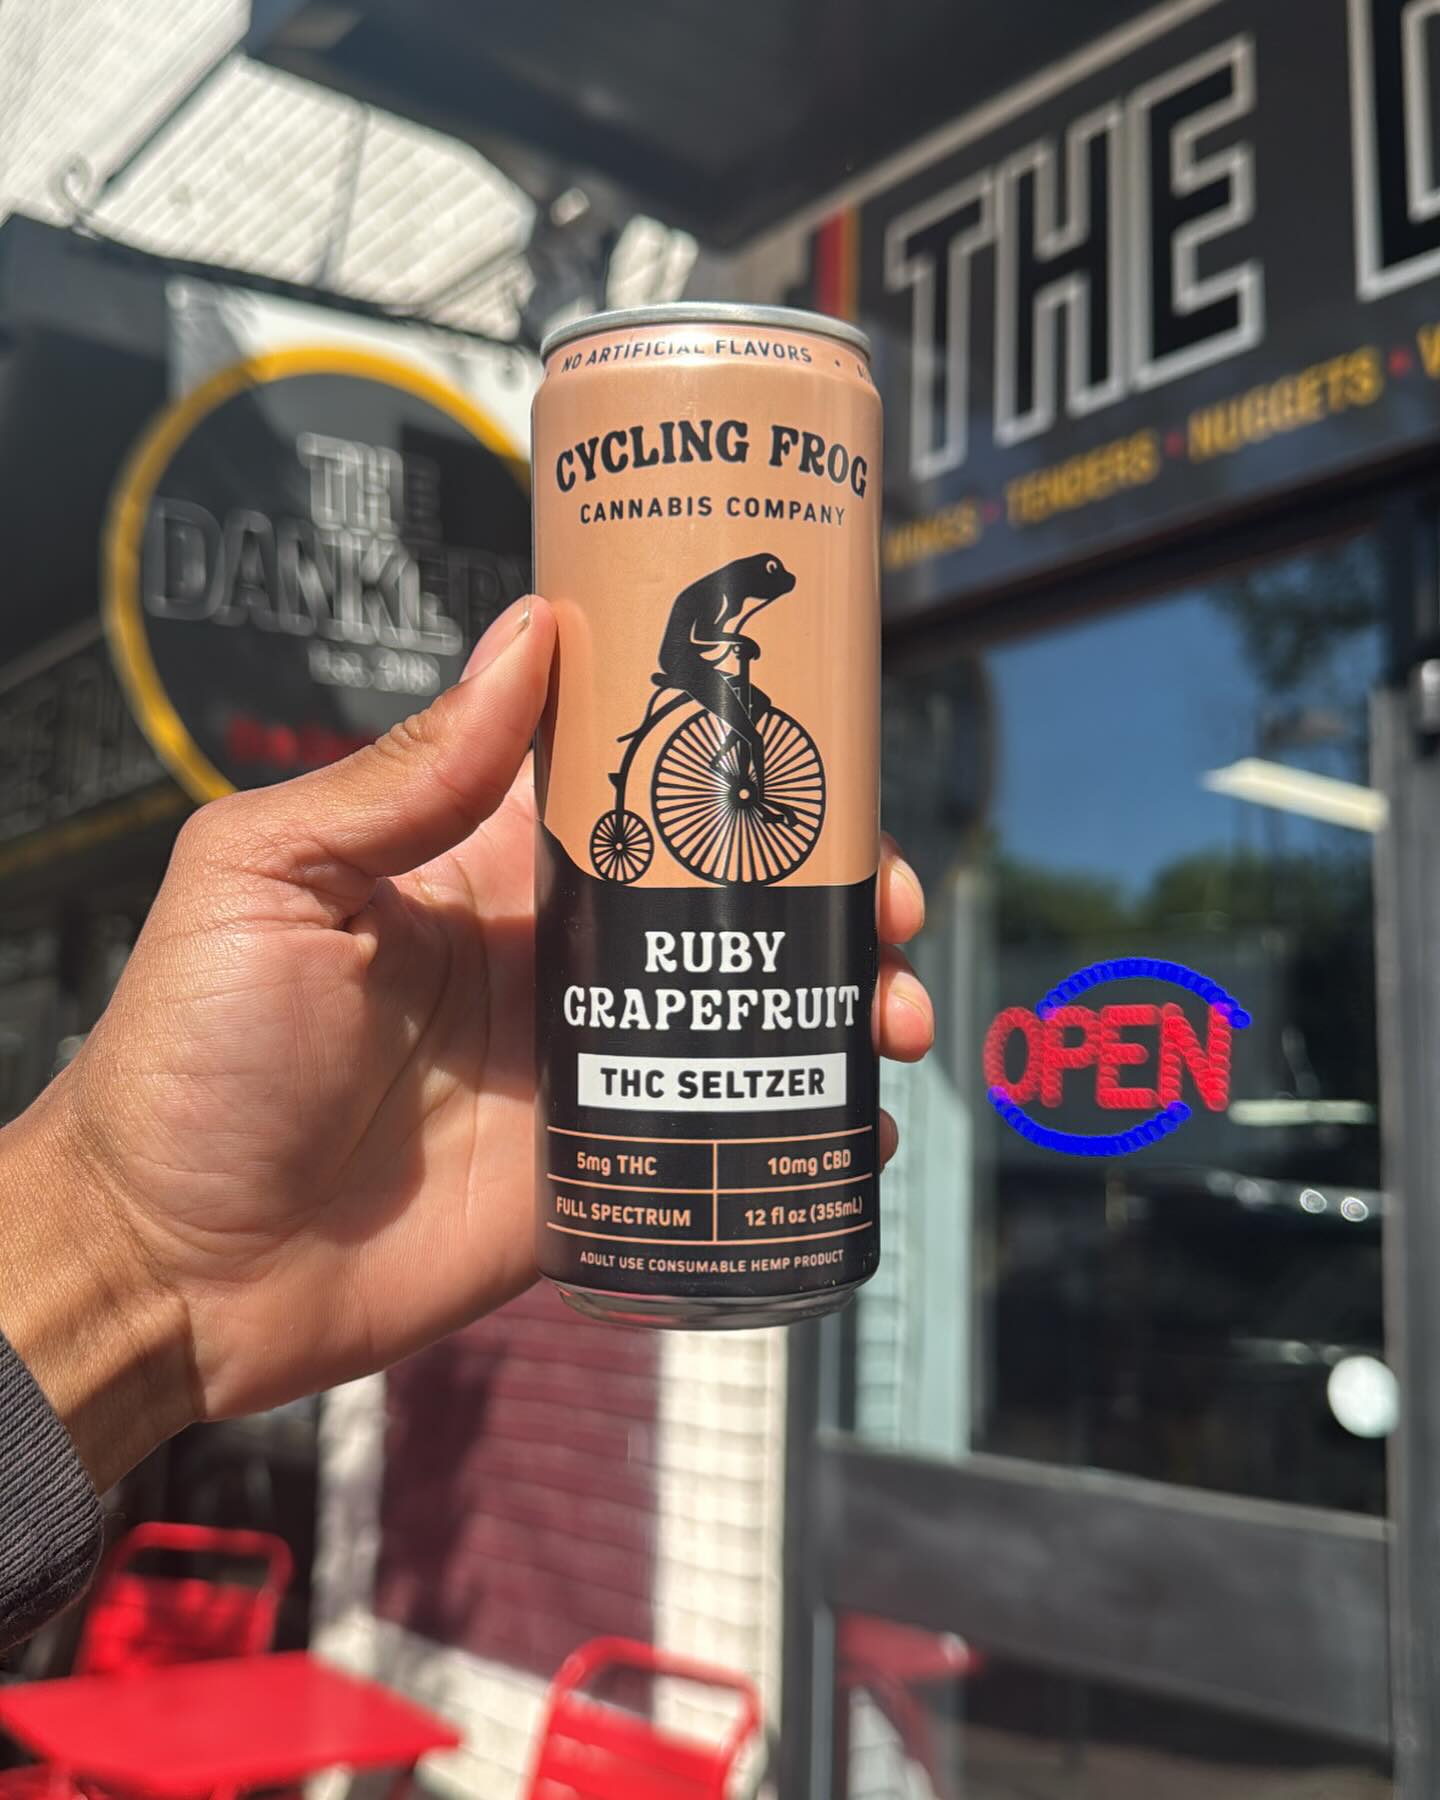 NO ARTIFICIAL FLAVORS
CYCLING FROG
CANNABIS COMPANY
RUBY
GRAPEFRUIT
THC SELTZER
5mg THC
10mg CBD
FULL SPECTRUM
12 fl oz (355mL)
ADULT USE CONSUMABLE HEMP PRODUCT
THE
DANKERY
THE
WINGS • TENDERS • NUGGETS
OPEN